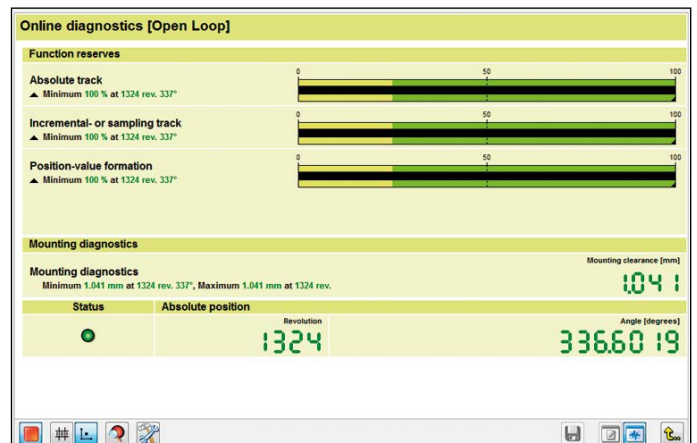 Online diagnostics [Open Loop]
Function reserves
Absolute track
0 50 100
Minimum 100 % at 1324 rev. 337°
Incremental- or sampling track
0 50 100
Minimum 100 % at 1324 rev. 337°
Position-value formation
0 50 100
Minimum 100 % at 1324 rev. 337°
Mounting diagnostics
Mounting clearance [mm]
Mounting diagnostics
Minimum 1.041 mm at 1324 rev. 337°, Maximum 1.041 mm at 1324 rev.
1.041
Status Absolute position
Revolution Angle [degrees]
1324 336.6019